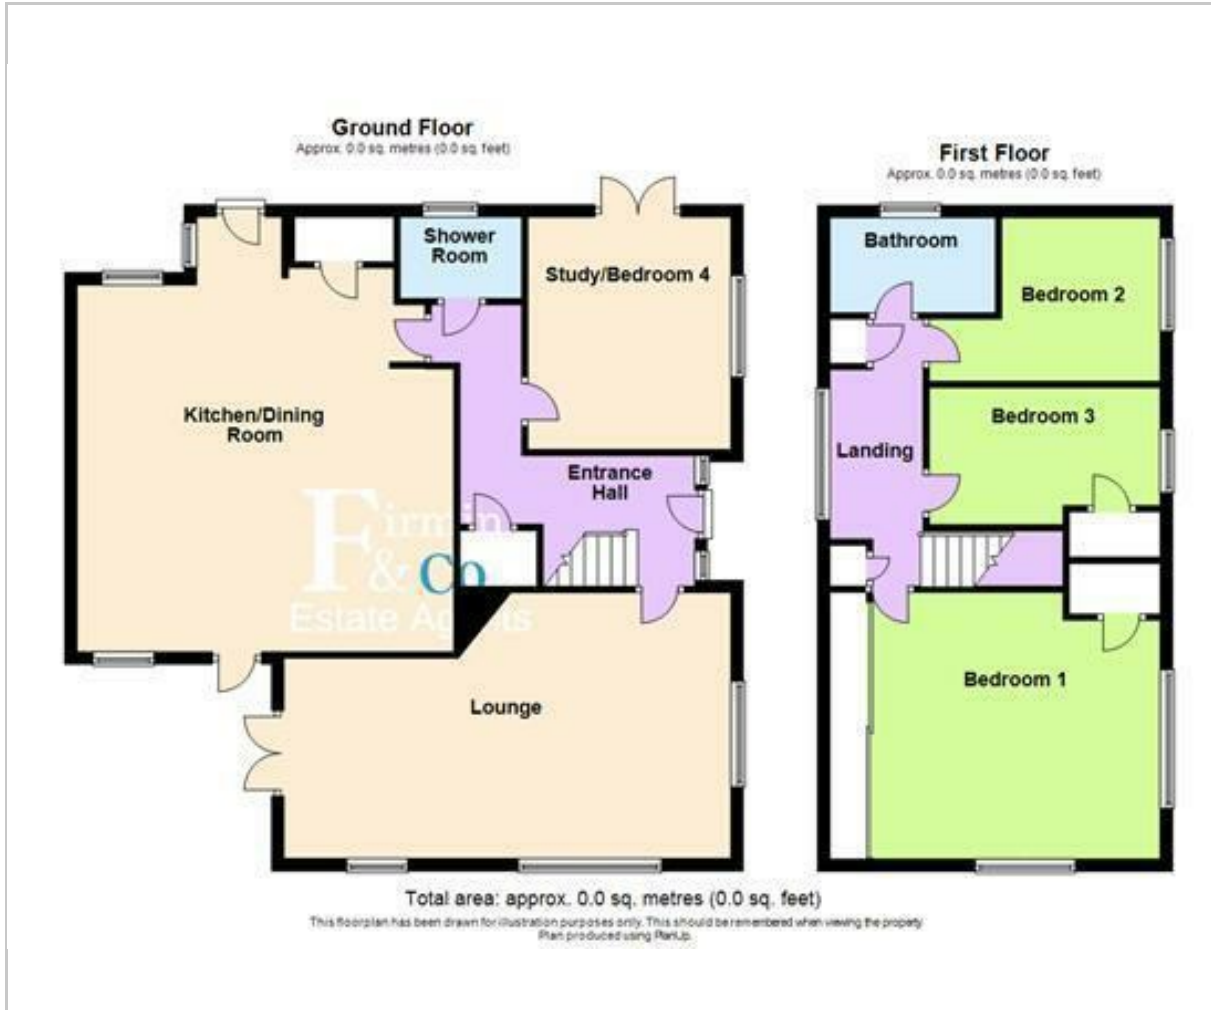 Ground Floor
Approx. 0.0 sq. metres (0.0 sq. feet)
First Floor
Approx. 0.0 sq. metres (0.0 sq. feet)
Shower
Room
Study/Bedroom 4
Bathroom
Bedroom 2
Kitchen/Dining
Room
Entrance
Hall
Landing
Bedroom 3
Firmin
& Co
Estate Agents
Lounge
Bedroom 1
Total area: approx. 0.0 sq. metres (0.0 sq. feet)
This floorplan has been drawn for illustration purposes only. This should be remembered when viewing the property
Plan produced using PlanUp.